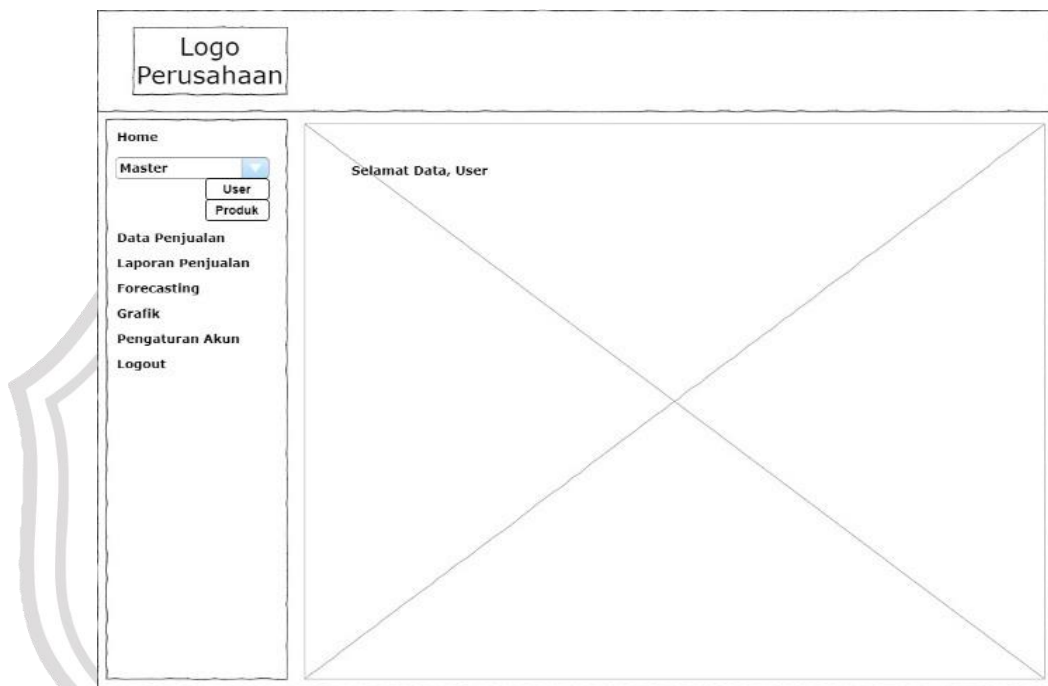 Logo
Perusahaan
Home
Master
User
Produk
Data Penjualan
Laporan Penjualan
Forecasting
Grafik
Pengaturan Akun
Logout
Selamat Data, User